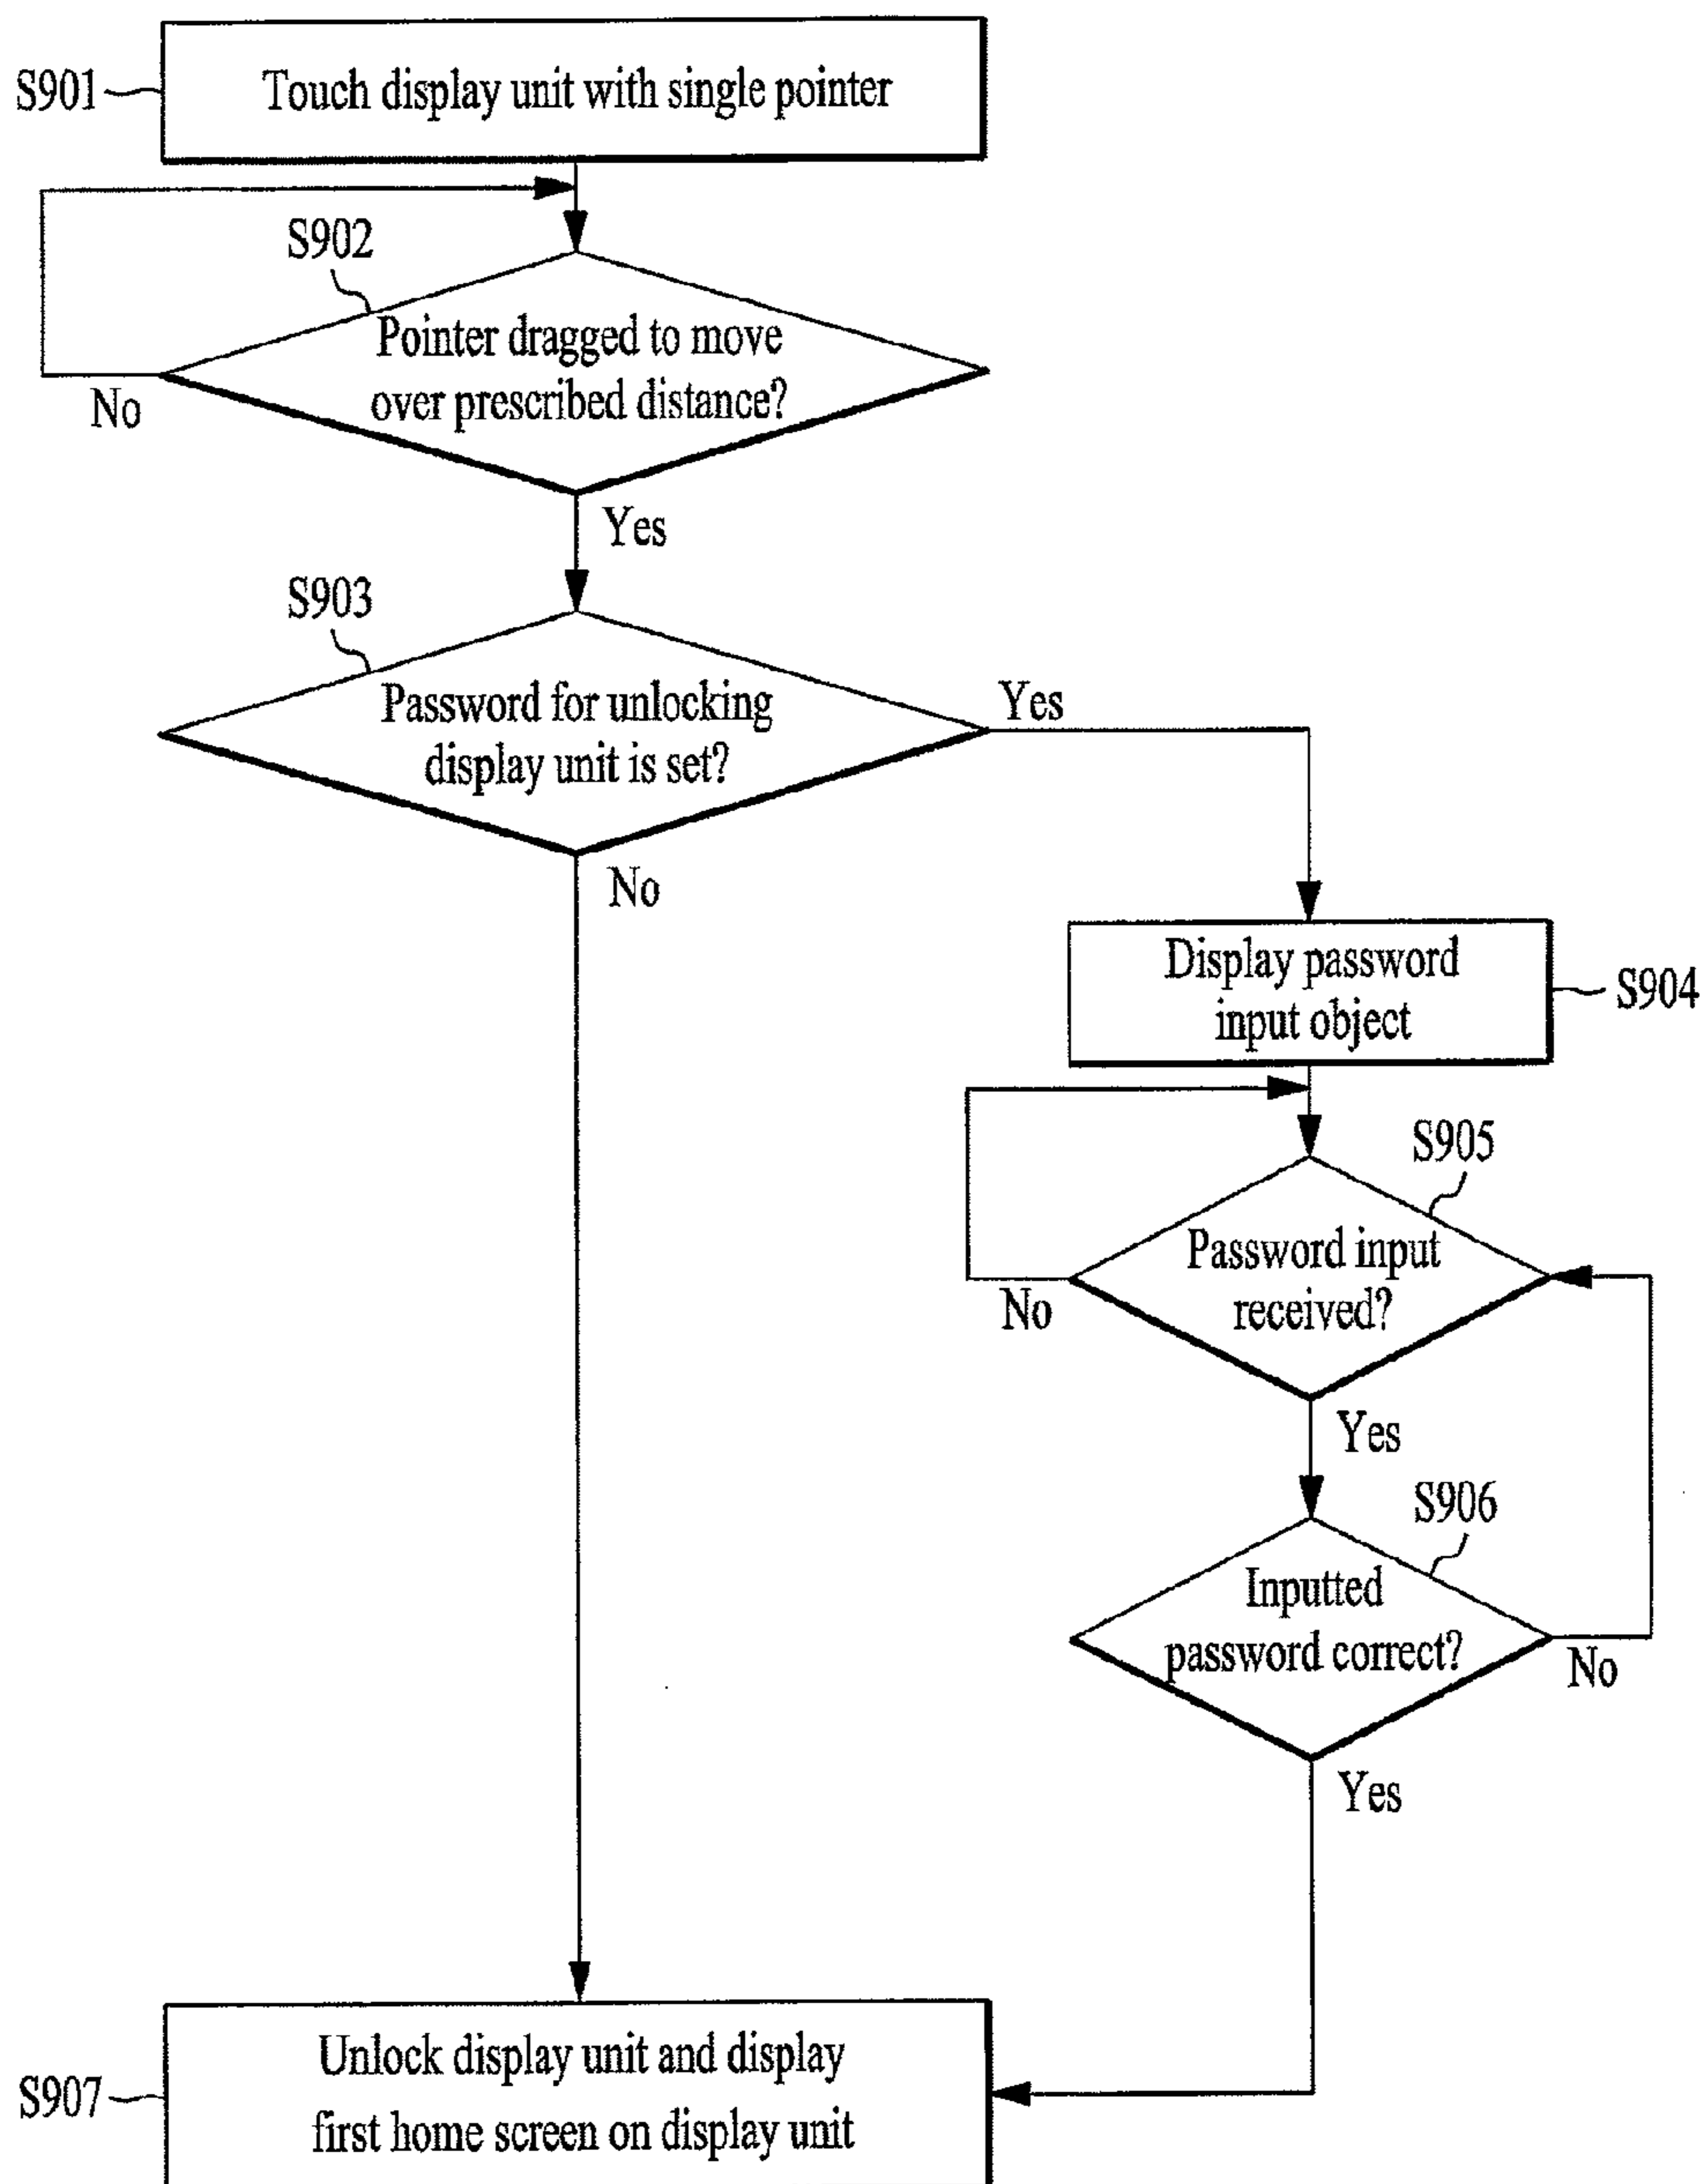 S901
Touch display unit with single pointer
S902
Pointer dragged to move
over prescribed distance?
No
Yes
S903
Password for unlocking
display unit is set?
Yes
No
Display password
input object
S904
S905
Password input
received?
No
Yes
S906
Inputted
password correct?
No
Yes
S907
Unlock display unit and display
first home screen on display unit